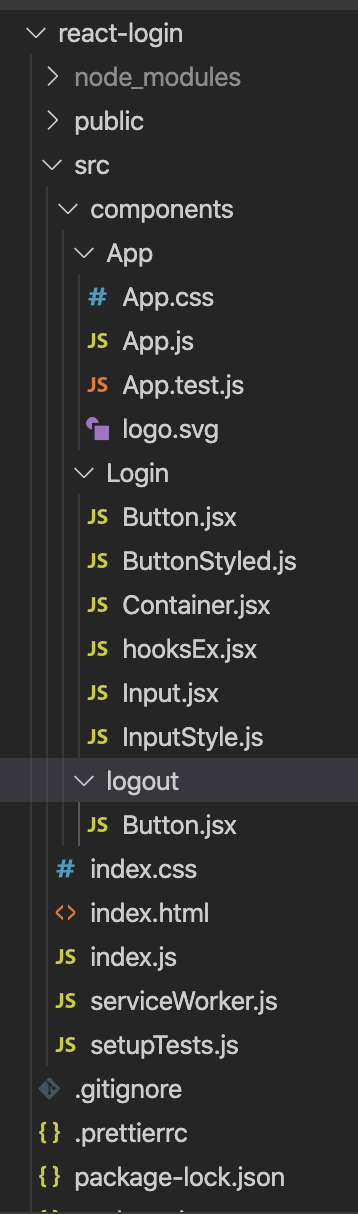 react-login
node_modules
public
src
components
App
# App.css
JS App.js
JS App.test.js
logo.svg
Login
JS Button.jsx
JS ButtonStyled.js
JS Container.jsx
JS hooksEx.jsx
JS Input.jsx
JS InputStyle.js
logout
JS Button.jsx
# index.css
<> index.html
JS index.js
JS serviceWorker.js
JS setupTests.js
.gitignore
{} .prettierrc
{} package-lock.json